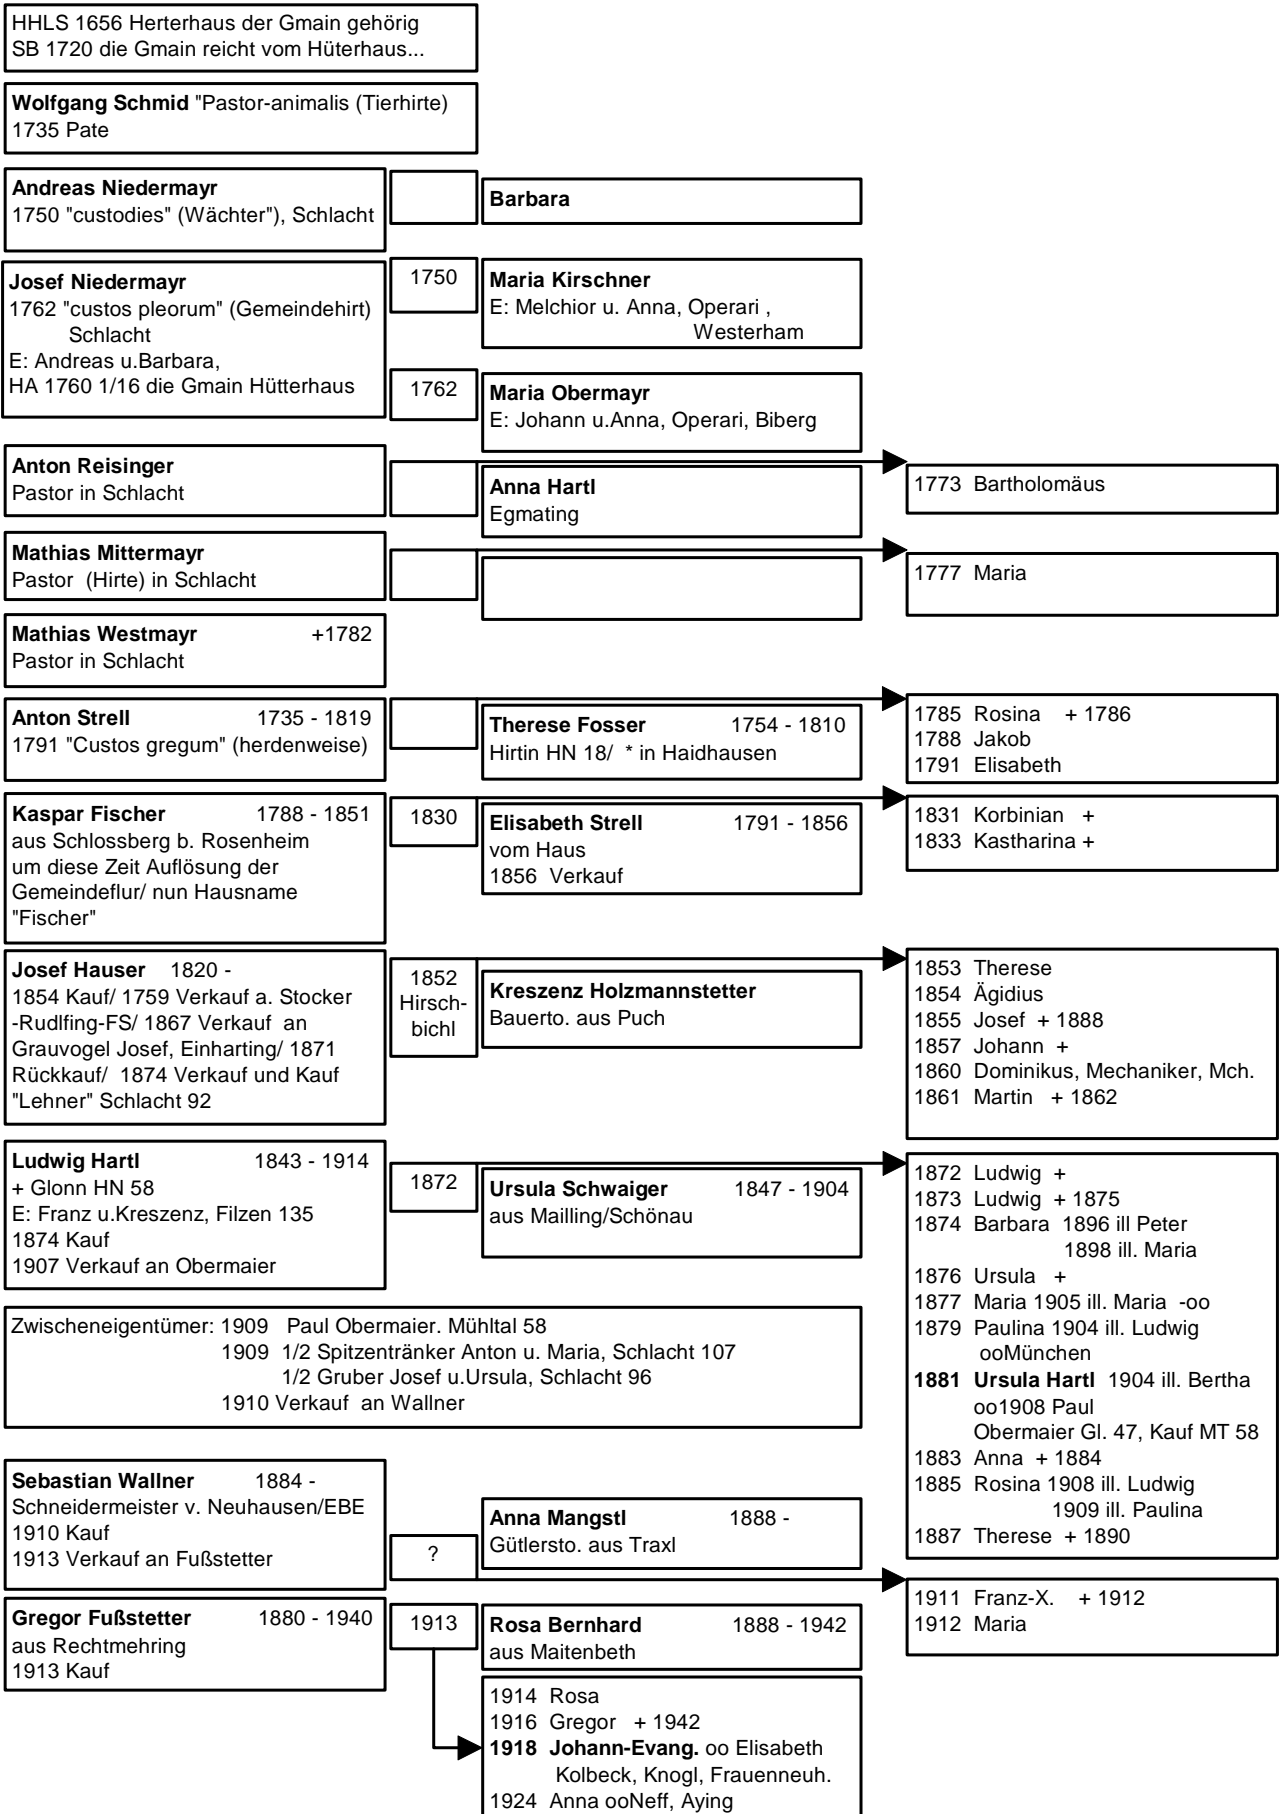 HHLS 1656 Herterhaus der Gmain gehörig
SB 1720 die Gmain reicht vom Hüterhaus...
Wolfgang Schmid "Pastor-animalis (Tierhirte)
1735 Pate
Andreas Niedermayr
1750 "custodies" (Wächter"), Schlacht
Barbara
Josef Niedermayr
1762 "custos pleorum" (Gemeindehirt)
Schlacht
E: Andreas u.Barbara,
HA 1760 1/16 die Gmain Hütterhaus
1750
Maria Kirschner
E: Melchior u. Anna, Operari ,
Westerham
1762
Maria Obermayr
E: Johann u.Anna, Operari, Biberg
Anton Reisinger
Pastor in Schlacht
Anna Hartl
Egmating
1773 Bartholomäus
Mathias Mittermayr
Pastor (Hirte) in Schlacht
1777 Maria
Mathias Westmayr +1782
Pastor in Schlacht
Anton Strell 1735 - 1819
1791 "Custos gregum" (herdenweise)
Therese Fosser 1754 - 1810
Hirtin HN 18/ * in Haidhausen
1785 Rosina + 1786
1788 Jakob
1791 Elisabeth
Kaspar Fischer 1788 - 1851
aus Schlossberg b. Rosenheim
um diese Zeit Auflösung der
Gemeindeflur/ nun Hausname
"Fischer"
1830
Elisabeth Strell 1791 - 1856
vom Haus
1856 Verkauf
1831 Korbinian +
1833 Kastharina +
Josef Hauser 1820 -
1854 Kauf/ 1759 Verkauf a. Stocker
-Rudlfing-FS/ 1867 Verkauf an
Grauvogel Josef, Einharting/ 1871
Rückkauf/ 1874 Verkauf und Kauf
"Lehner" Schlacht 92
1852
Hirsch-
bichl
Kreszenz Holzmannstetter
Bauerto. aus Puch
1853 Therese
1854 Ägidius
1855 Josef + 1888
1857 Johann +
1860 Dominikus, Mechaniker, Mch.
1861 Martin + 1862
Ludwig Hartl 1843 - 1914
+ Glonn HN 58
E: Franz u.Kreszenz, Filzen 135
1874 Kauf
1907 Verkauf an Obermaier
1872
Ursula Schwaiger 1847 - 1904
aus Mailling/Schönau
1872 Ludwig +
1873 Ludwig + 1875
1874 Barbara 1896 ill Peter
1898 ill. Maria
1876 Ursula +
1877 Maria 1905 ill. Maria -oo
1879 Paulina 1904 ill. Ludwig
ooMünchen
1881 Ursula Hartl 1904 ill. Bertha
oo1908 Paul
Obermaier Gl. 47, Kauf MT 58
1883 Anna + 1884
1885 Rosina 1908 ill. Ludwig
1909 ill. Paulina
1887 Therese + 1890
Zwischeneigentümer: 1909 Paul Obermaier. Mühltal 58
1909 1/2 Spitzentränker Anton u. Maria, Schlacht 107
1/2 Gruber Josef u.Ursula, Schlacht 96
1910 Verkauf an Wallner
Sebastian Wallner 1884 -
Schneidermeister v. Neuhausen/EBE
1910 Kauf
1913 Verkauf an Fußstetter
?
Anna Mangstl 1888 -
Gütlersto. aus Traxl
1911 Franz-X. + 1912
1912 Maria
Gregor Fußstetter 1880 - 1940
aus Rechtmehring
1913 Kauf
1913
Rosa Bernhard 1888 - 1942
aus Maitenbeth
1914 Rosa
1916 Gregor + 1942
1918 Johann-Evang. oo Elisabeth
Kolbeck, Knogl, Frauenneuh.
1924 Anna ooNeff, Aying